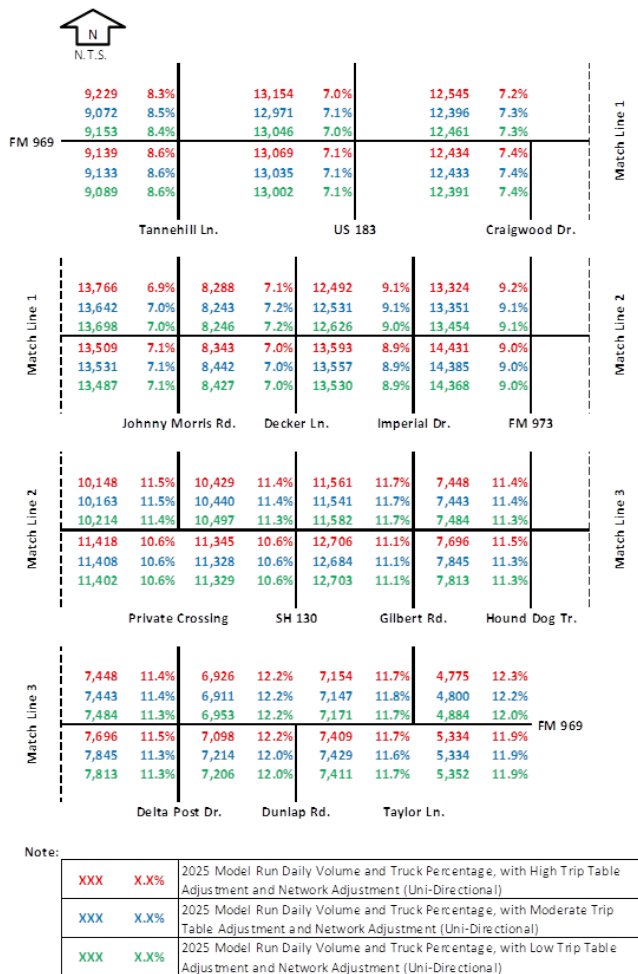 N
N.T.S.
9,229 8.3% 13,154 7.0% 12,545 7.2%
9,072 8.5% 12,971 7.1% 12,396 7.3%
9,153 8.4% 13,046 7.0% 12,461 7.3%
FM 969
Match Line 1
9,139 8.6% 13,069 7.1% 12,434 7.4%
9,133 8.6% 13,035 7.1% 12,433 7.4%
9,089 8.6% 13,002 7.1% 12,391 7.4%
Tannehill Ln. US 183 Craigwood Dr.
13,766 6.9% 8,288 7.1% 12,492 9.1% 13,324 9.2%
13,642 7.0% 8,243 7.2% 12,531 9.1% 13,351 9.1%
13,698 7.0% 8,246 7.2% 12,626 9.0% 13,454 9.1%
Match Line 1
Match Line 2
13,509 7.1% 8,343 7.0% 13,593 8.9% 14,431 9.0%
13,531 7.1% 8,442 7.0% 13,557 8.9% 14,385 9.0%
13,487 7.1% 8,427 7.0% 13,530 8.9% 14,368 9.0%
Johnny Morris Rd. Decker Ln. Imperial Dr. FM 973
10,148 11.5% 10,429 11.4% 11,561 11.7% 7,448 11.4%
10,163 11.5% 10,440 11.4% 11,541 11.7% 7,443 11.4%
10,214 11.4% 10,497 11.3% 11,582 11.7% 7,484 11.3%
Match Line 2
Match Line 3
11,418 10.6% 11,345 10.6% 12,706 11.1% 7,696 11.5%
11,408 10.6% 11,328 10.6% 12,684 11.1% 7,845 11.3%
11,402 10.6% 11,329 10.6% 12,703 11.1% 7,813 11.3%
Private Crossing SH 130 Gilbert Rd. Hound Dog Tr.
7,448 11.4% 6,926 12.2% 7,154 11.7% 4,775 12.3%
7,443 11.4% 6,911 12.2% 7,147 11.8% 4,800 12.2%
7,484 11.3% 6,953 12.2% 7,171 11.7% 4,884 12.0%
Match Line 3
FM 969
7,696 11.5% 7,098 12.2% 7,409 11.7% 5,334 11.9%
7,845 11.3% 7,214 12.0% 7,429 11.6% 5,334 11.9%
7,813 11.3% 7,206 12.0% 7,411 11.7% 5,352 11.9%
Delta Post Dr. Dunlap Rd. Taylor Ln.
Note:
XXX X.X% 2025 Model Run Daily Volume and Truck Percentage, with High Trip Table
Adjustment and Network Adjustment (Uni-Directional)
XXX X.X% 2025 Model Run Daily Volume and Truck Percentage, with Moderate Trip
Table Adjustment and Network Adjustment (Uni-Directional)
XXX X.X% 2025 Model Run Daily Volume and Truck Percentage, with Low Trip Table
Adjustment and Network Adjustment (Uni-Directional)